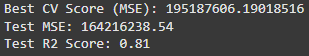 Best CV Score (MSE): 195187606.19018516
Test MSE: 164216238.54
Test R2 Score: 0.81